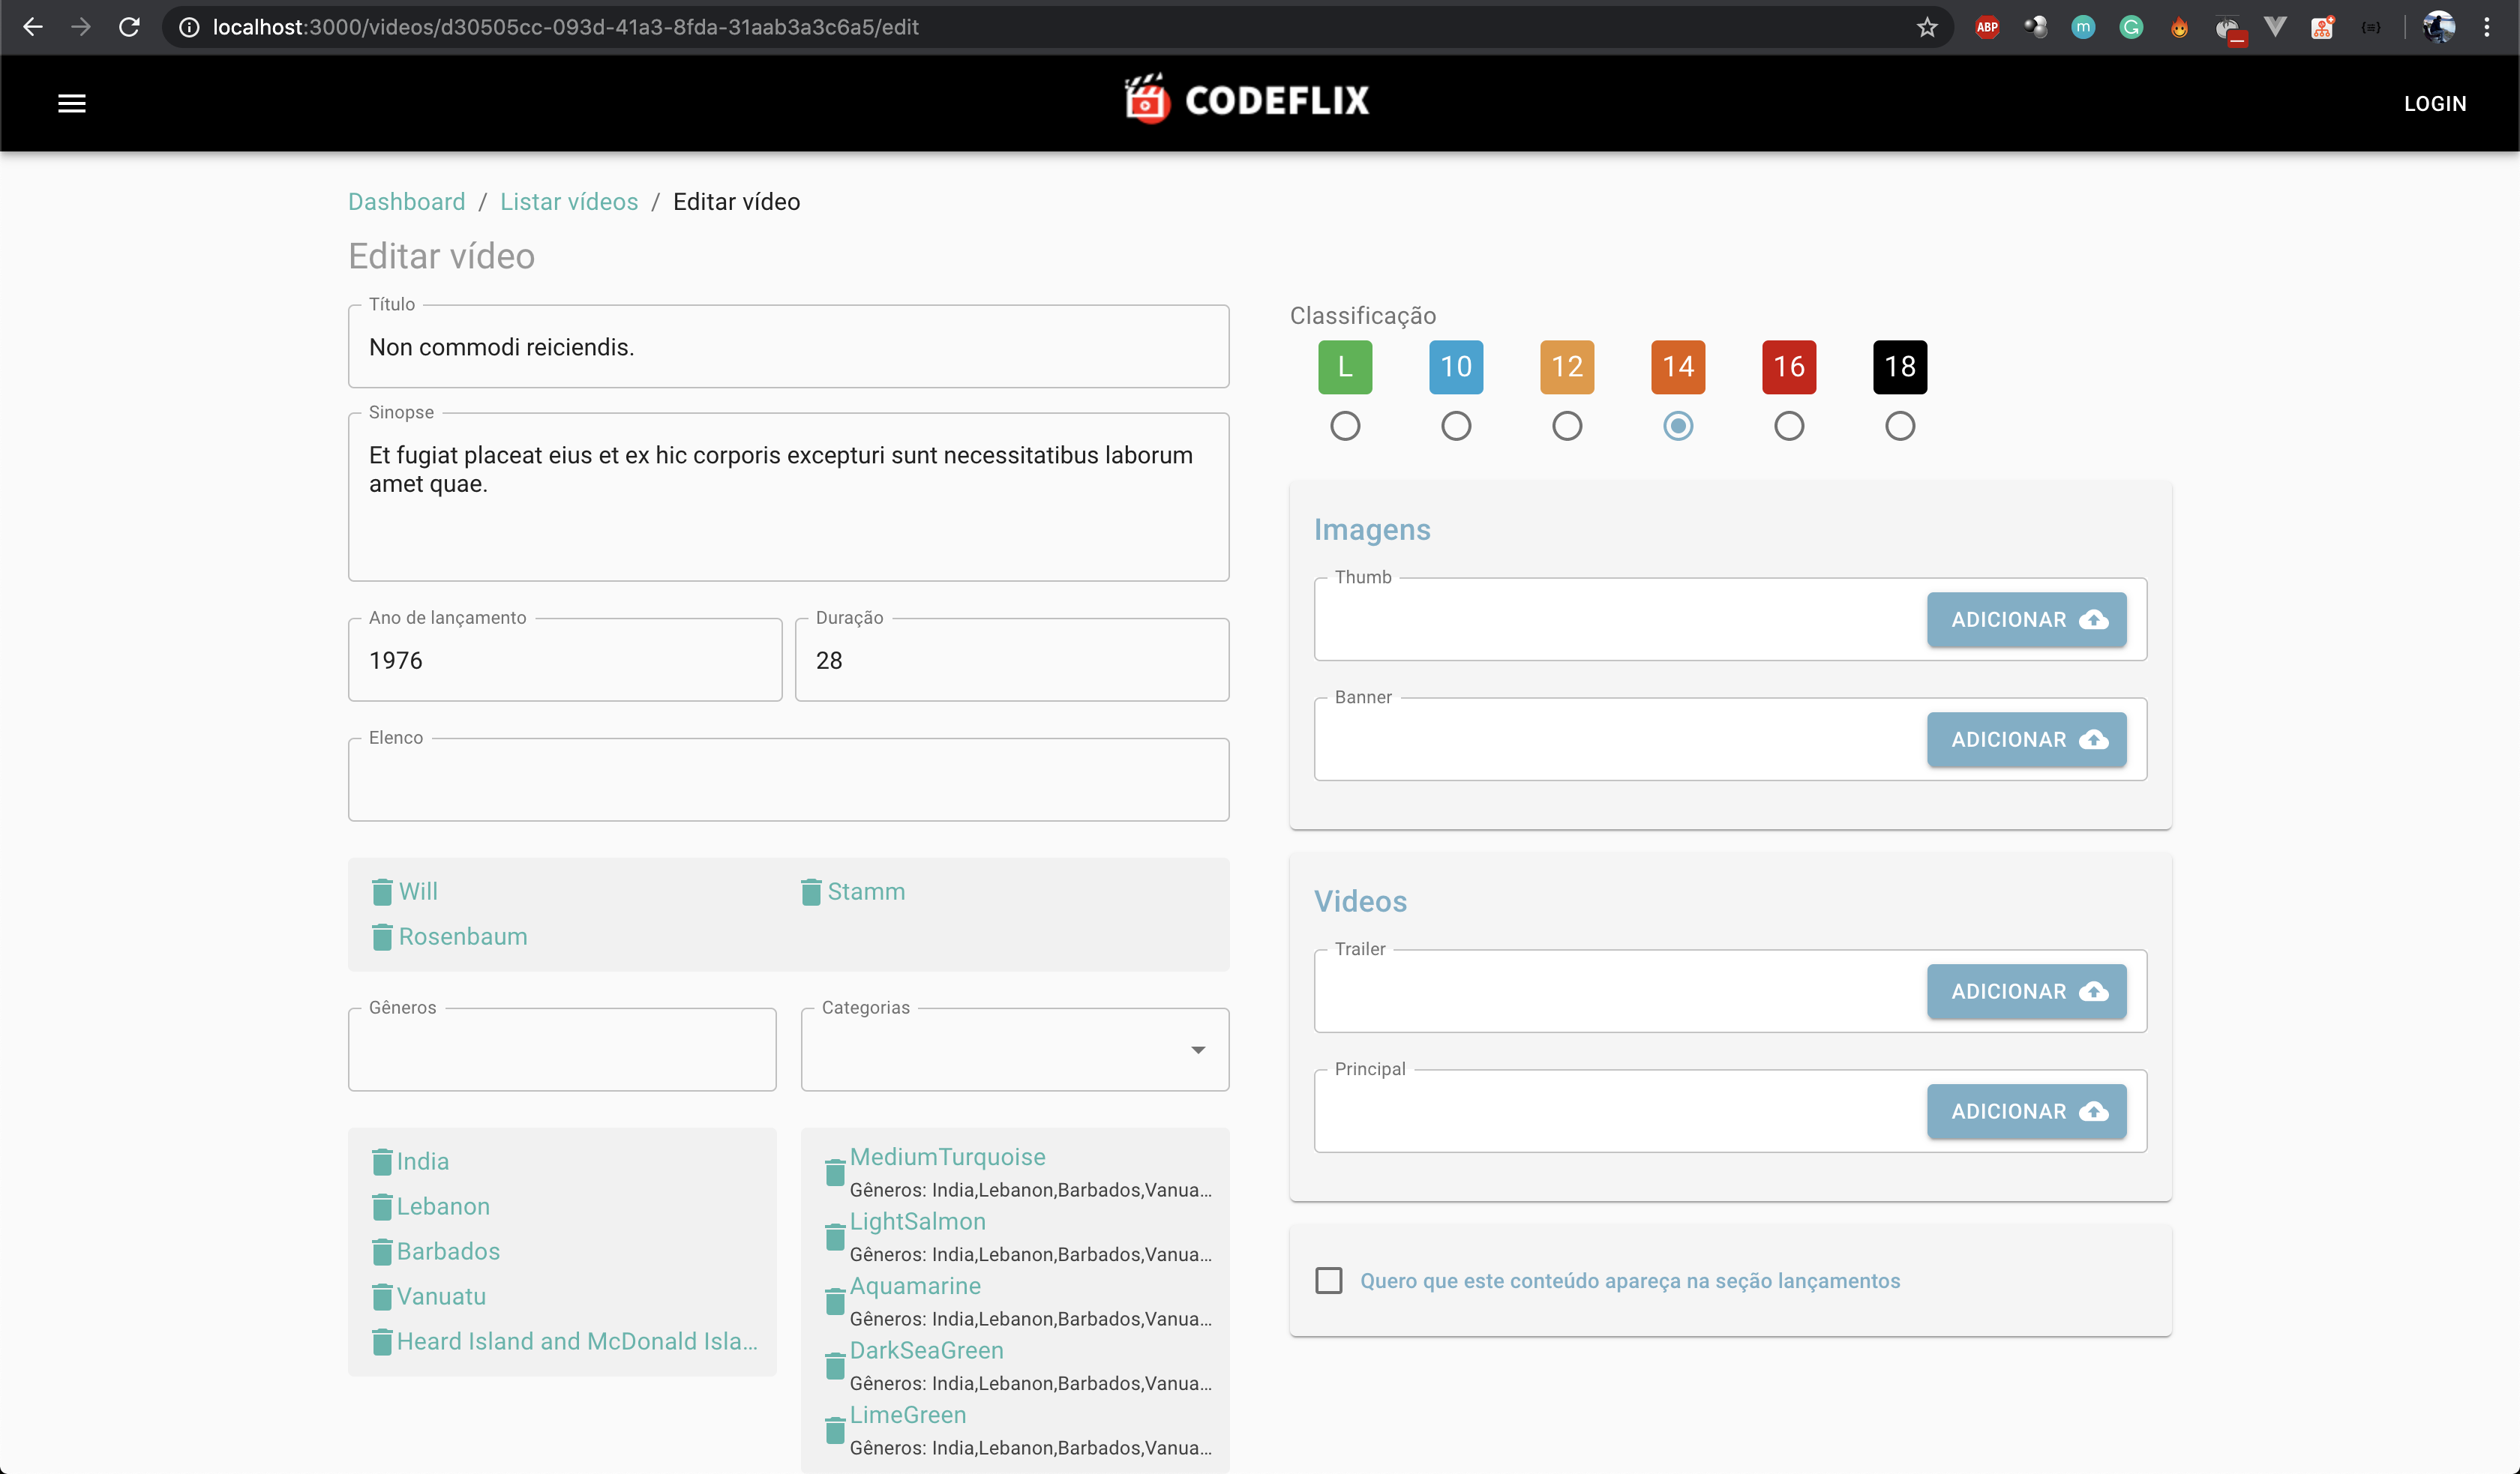 localhost:3000/videos/d30505cc-093d-41a3-8fda-31aab3a3c6a5/edit
ABP
m
G
CODEFLIX
LOGIN
Dashboard / Listar vídeos / Editar vídeo
Editar vídeo
Título
Non commodi reiciendis.
Sinopse
Et fugiat placeat eius et ex hic corporis excepturi sunt necessitatibus laborum
amet quae.
Ano de lançamento
1976
Duração
28
Elenco
Will
Stamm
Rosenbaum
Gêneros
Categorias
India
Lebanon
Barbados
Vanuatu
Heard Island and McDonald Isla...
MediumTurquoise
Gêneros: India,Lebanon,Barbados,Vanua...
LightSalmon
Gêneros: India,Lebanon,Barbados,Vanua...
Aquamarine
Gêneros: India,Lebanon,Barbados,Vanua...
DarkSeaGreen
Gêneros: India,Lebanon,Barbados,Vanua...
LimeGreen
Gêneros: India,Lebanon,Barbados,Vanua...
Classificação
L 10 12 14 16 18
Imagens
Thumb
ADICIONAR
Banner
ADICIONAR
Videos
Trailer
ADICIONAR
Principal
ADICIONAR
Quero que este conteúdo apareça na seção lançamentos